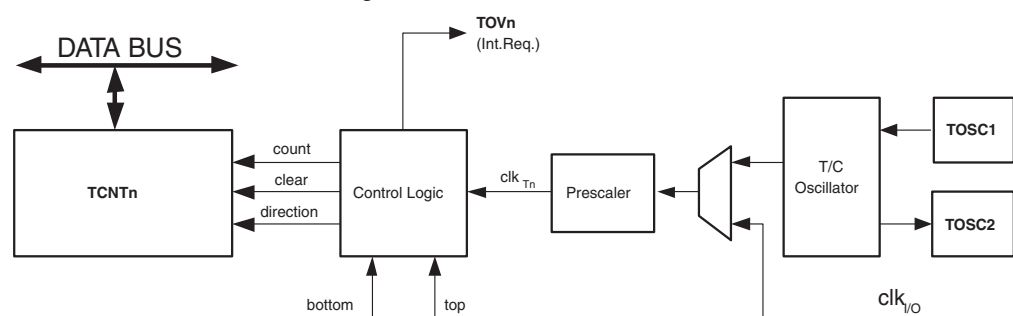 TOVn
(Int.Req.)
DATA BUS
TCNTn
count
clear
direction
Control Logic
clk Tn
Prescaler
T/C
Oscillator
TOSC1
TOSC2
bottom
top
clk I/O